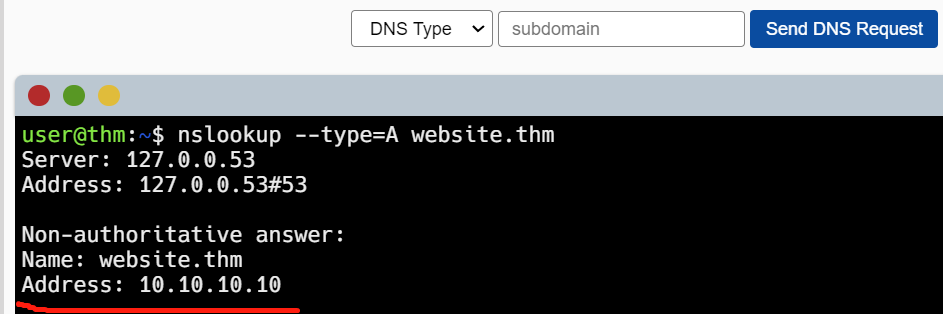 DNS Type subdomain Send DNS Request
user@thm:~$ nslookup --type=A website.thm
Server: 127.0.0.53
Address: 127.0.0.53#53
Non-authoritative answer:
Name: website.thm
Address: 10.10.10.10